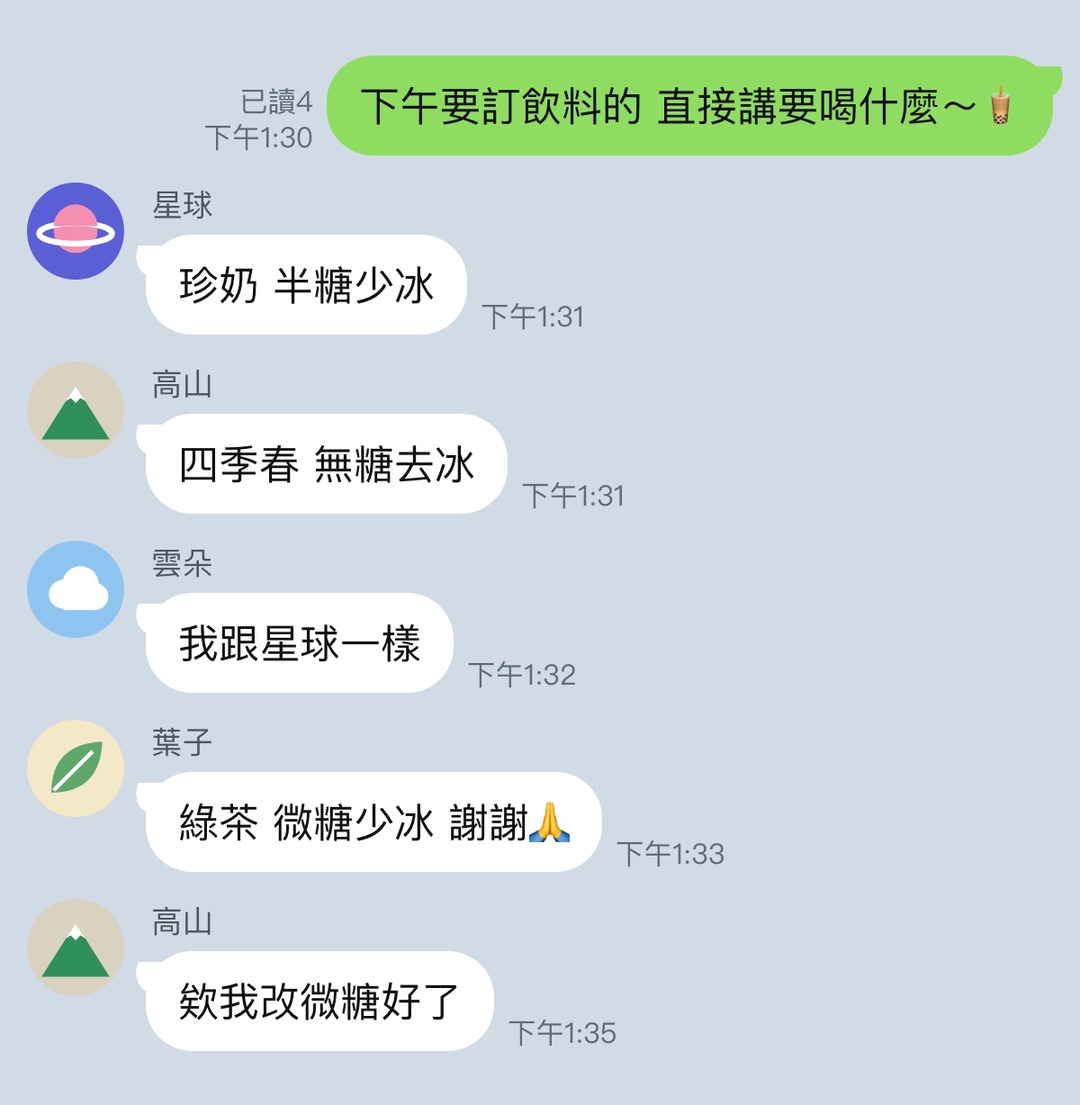 下午要訂飲料的 直接講要喝什麼～🧋
已讀4
下午1:30
星球
珍奶 半糖少冰
下午1:31
高山
四季春 無糖去冰
下午1:31
雲朵
我跟星球一樣
下午1:32
葉子
綠茶 微糖少冰 謝謝🙏
下午1:33
高山
欸我改微糖好了
下午1:35